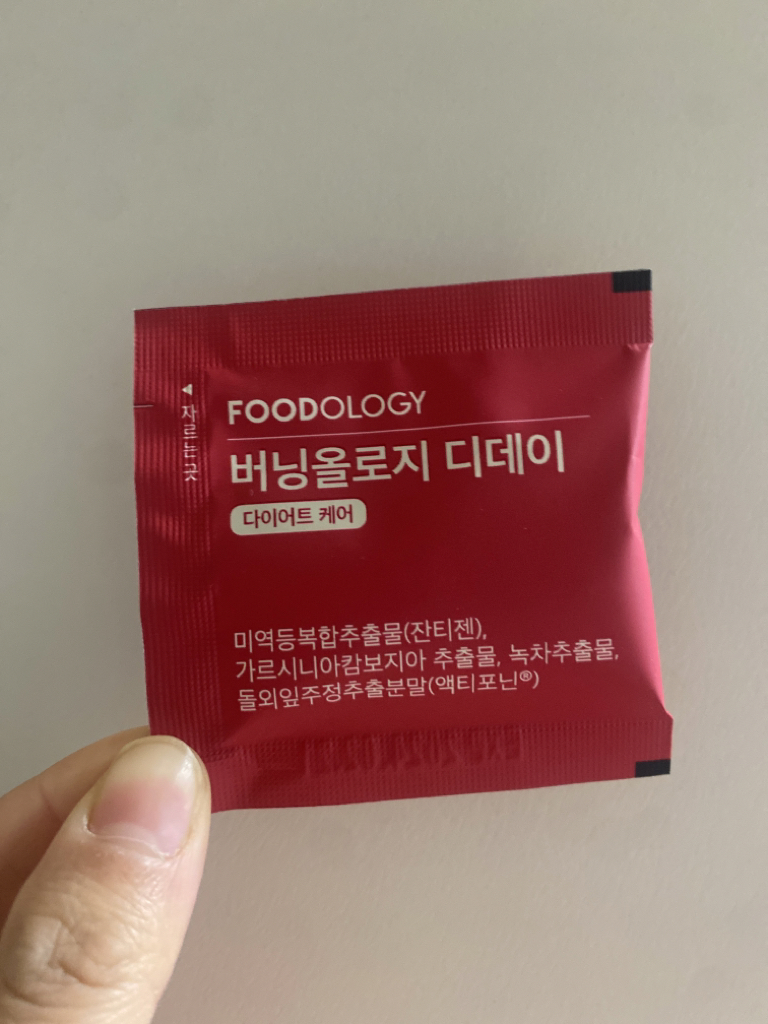 ◀ 자르는 곳
FOODOLOGY
버닝올로지 디데이
다이어트 케어
미역등복합추출물(잔티젠),
가르시니아캄보지아 추출물, 녹차추출물,
돌외잎주정추출분말(액티포닌®)